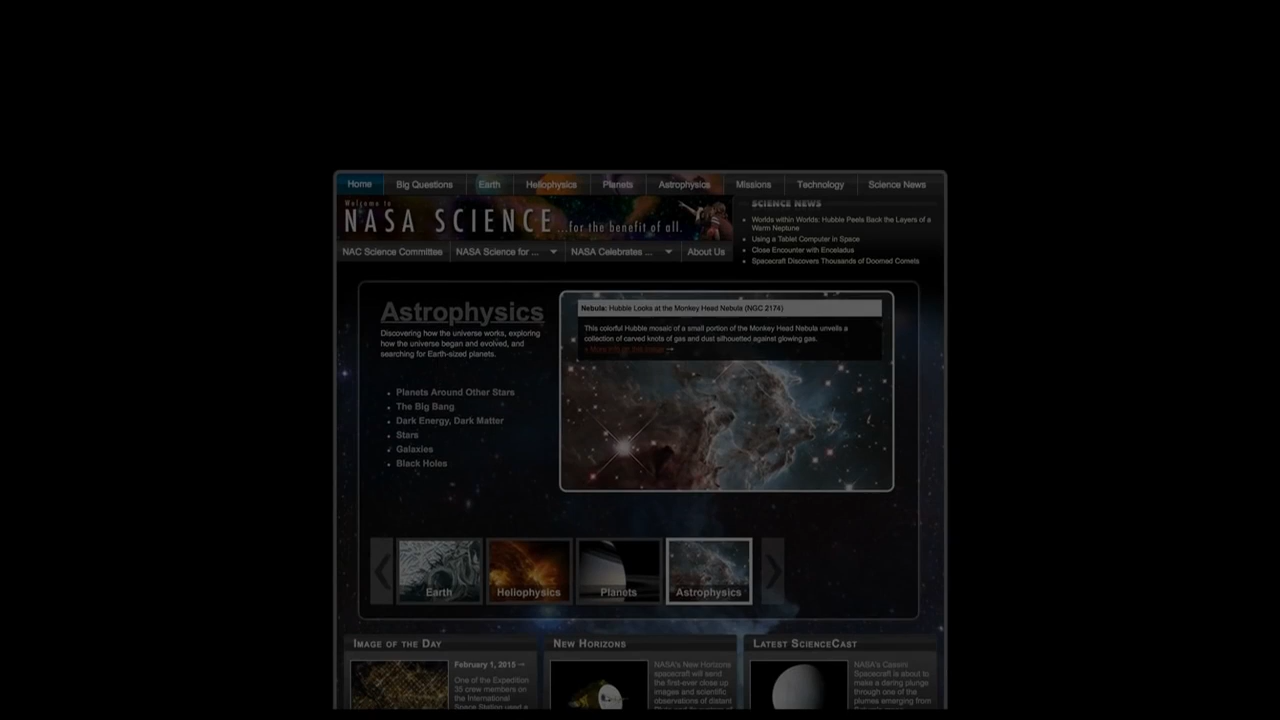 Home Big Questions Earth Heliophysics Planets Astrophysics Missions Technology Science News
Welcome to
NASA SCIENCE ...for the benefit of all.
SCIENCE NEWS
Worlds within Worlds: Hubble Peels Back the Layers of a
Warm Neptune
Using a Tablet Computer in Space
Close Encounter with Enceladus
Spacecraft Discovers Thousands of Doomed Comets
NAC Science Committee NASA Science for ... NASA Celebrates ... About Us
Astrophysics
Discovering how the universe works, exploring
how the universe began and evolved, and
searching for Earth-sized planets.
Planets Around Other Stars
The Big Bang
Dark Energy, Dark Matter
Stars
Galaxies
Black Holes
Nebula: Hubble Looks at the Monkey Head Nebula (NGC 2174)
This colorful Hubble mosaic of a small portion of the Monkey Head Nebula unveils a
collection of carved knots of gas and dust silhouetted against glowing gas.
» More info on this image
Earth Heliophysics Planets Astrophysics
IMAGE OF THE DAY
February 1, 2015
One of the Expedition
35 crew members on
the International
Space Station used a
NEW HORIZONS
NASA's New Horizons
spacecraft will send
the first-ever close up
images and scientific
observations of distant
LATEST SCIENCECAST
NASA's Cassini
Spacecraft is about to
make a daring plunge
through one of the
plumes emerging from